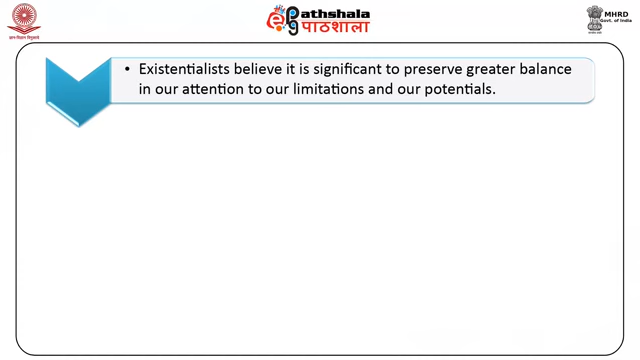 ePathshala
पाठशाला
MHRD
Govt. of India
• Existentialists believe it is significant to preserve greater balance
in our attention to our limitations and our potentials.